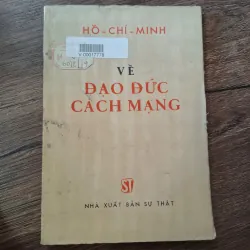 HỒ-CHÍ-MINH
VỀ
ĐẠO ĐỨC
CÁCH MẠNG
ST
NHÀ XUẤT BẢN SỰ THẬT